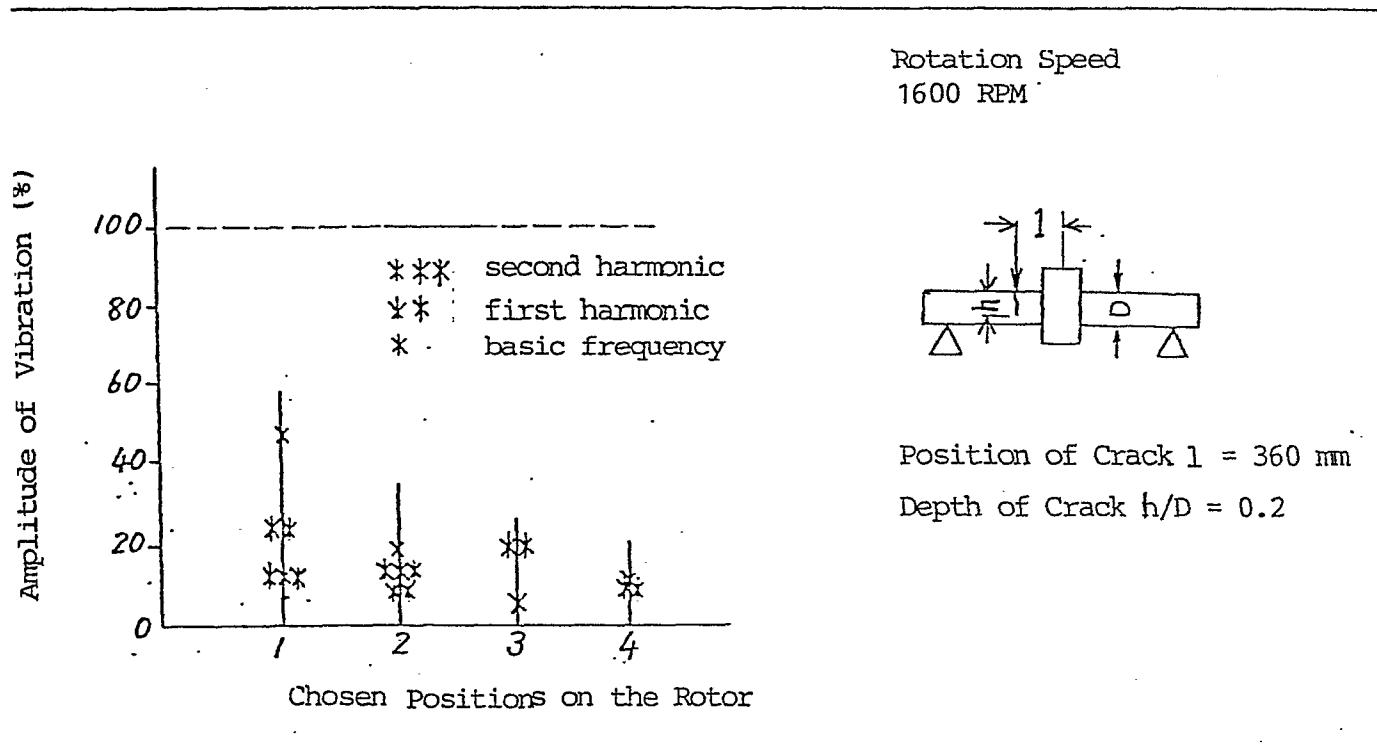 Rotation Speed
1600 RPM
Amplitude of Vibration (%)
100
80
60
40
20
0
*** second harmonic
** first harmonic
* basic frequency
1 2 3 4
Chosen Positions on the Rotor
l
h
D
Position of Crack l = 360 mm
Depth of Crack h/D = 0.2